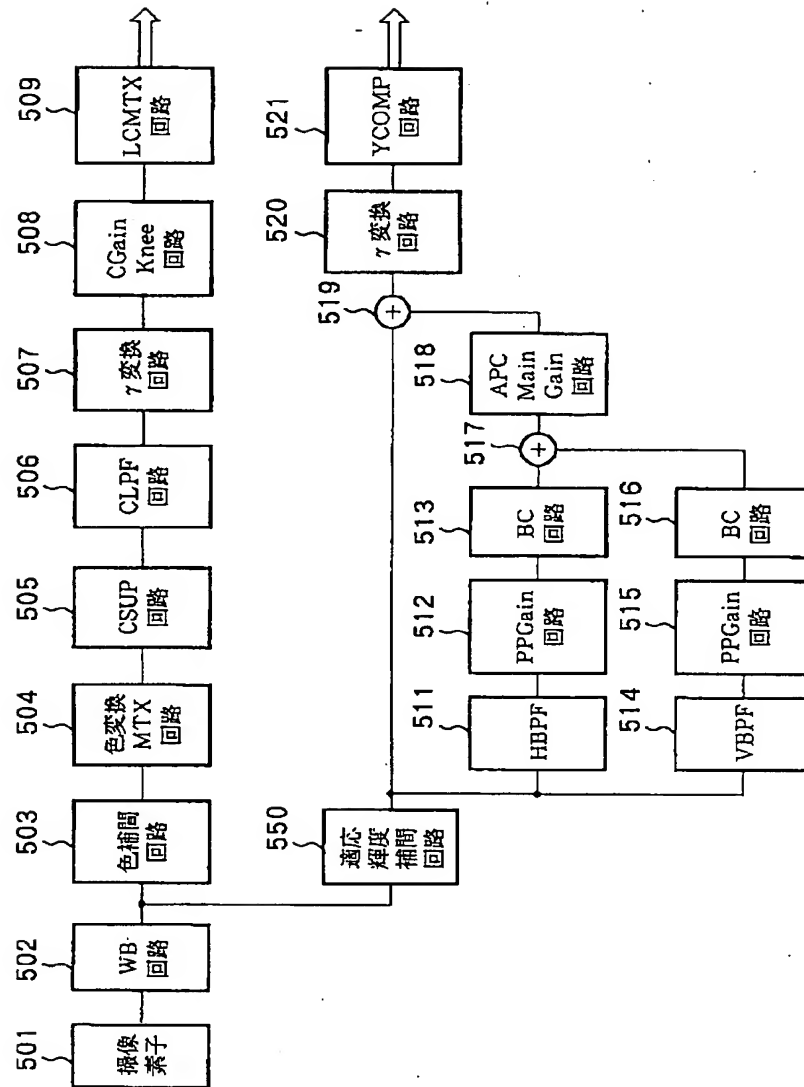 501
撮像
素子
502
WB
回路
503
色補間
回路
504
色変換
MTX
回路
505
CSUP
回路
506
CLPF
回路
507
γ変換
回路
508
CGain
Knee
回路
509
LCMTX
回路
550
適応
輝度
補間
回路
511
HBPF
512
PPGain
回路
513
BC
回路
514
VBPF
515
PPGain
回路
516
BC
回路
517
+
518
APC
Main
Gain
回路
519
+
520
γ変換
回路
521
YCOMP
回路